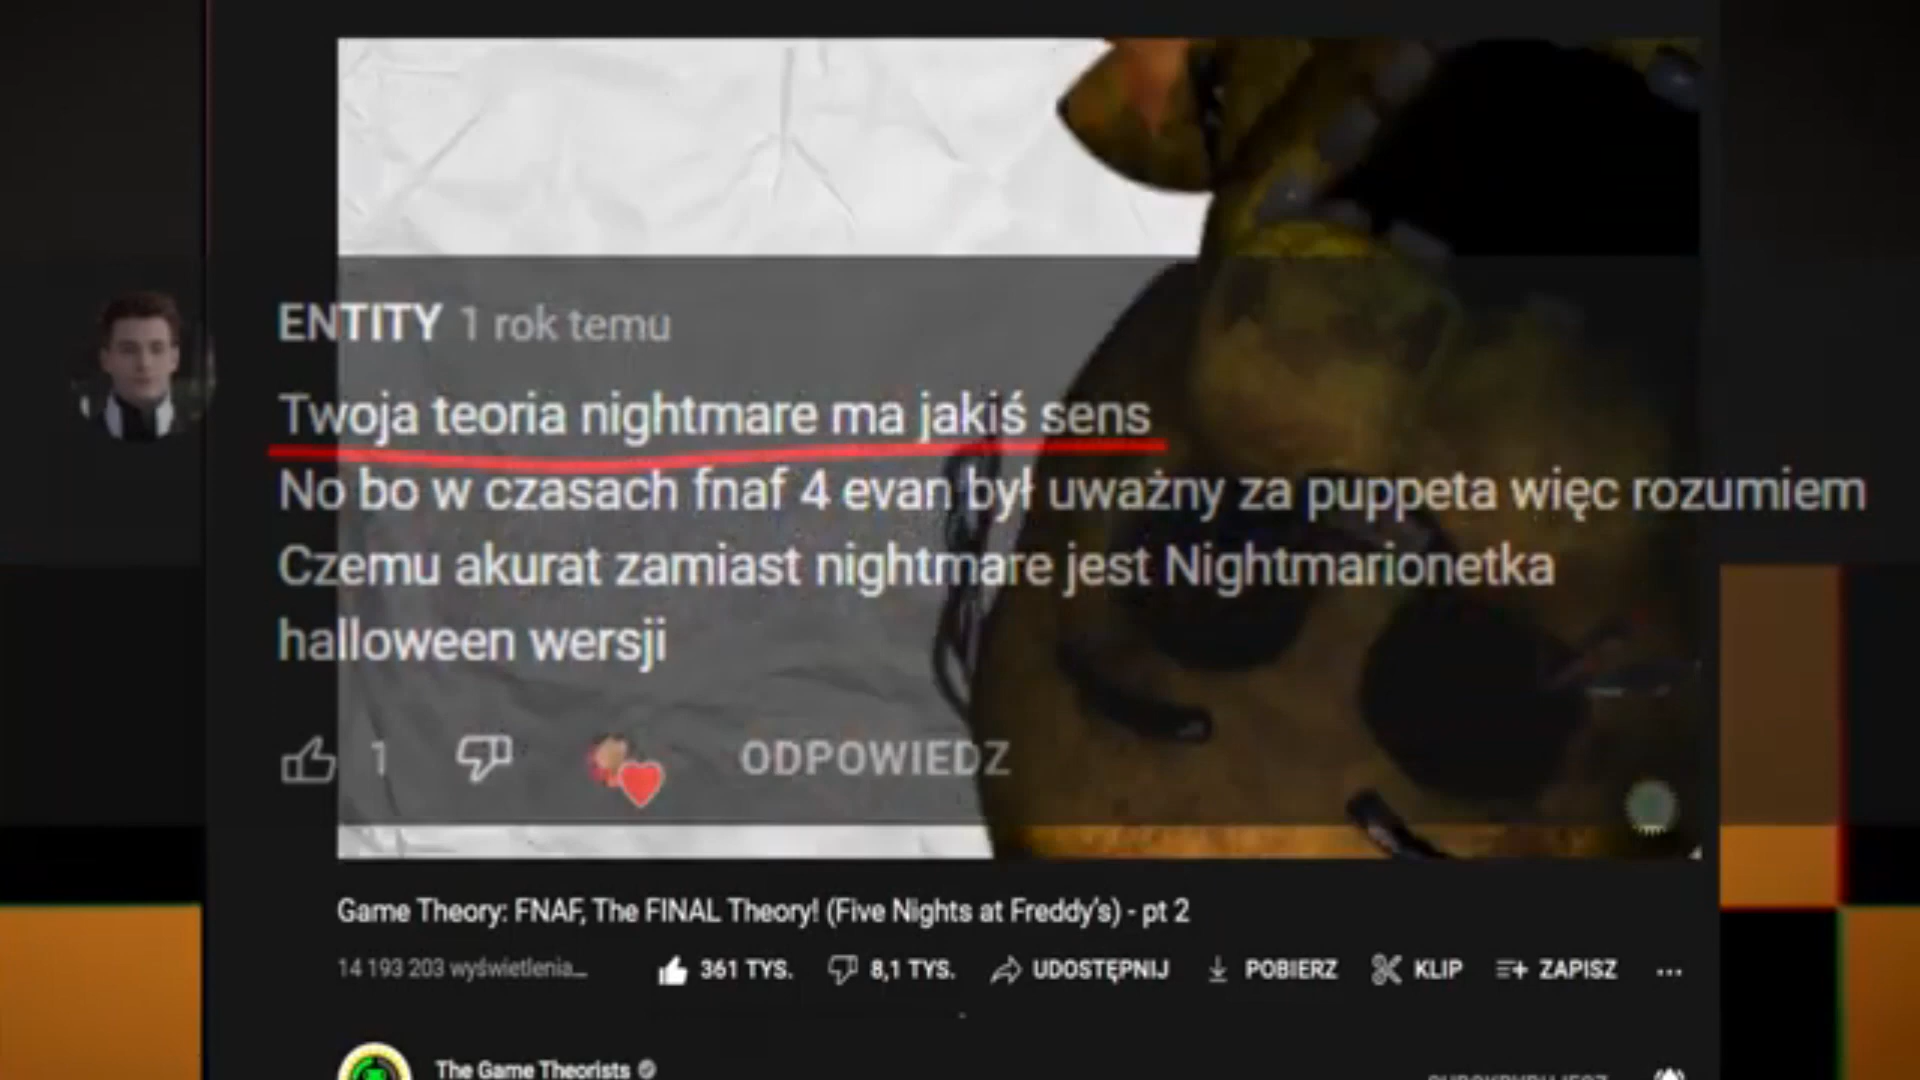 ENTITY 1 rok temu
Twoja teoria nightmare ma jakiś sens
No bo w czasach fnaf 4 evan był uważny za puppeta więc rozumiem
Czemu akurat zamiast nightmare jest Nightmarionetka
halloween wersji
1 ODPOWIEDZ
Game Theory: FNAF, The FINAL Theory! (Five Nights at Freddy's) - pt 2
14 193 203 wyświetlenia... 361 TYS. 8,1 TYS. UDOSTĘPNIJ POBIERZ KLIP ZAPISZ ...
The Game Theorists